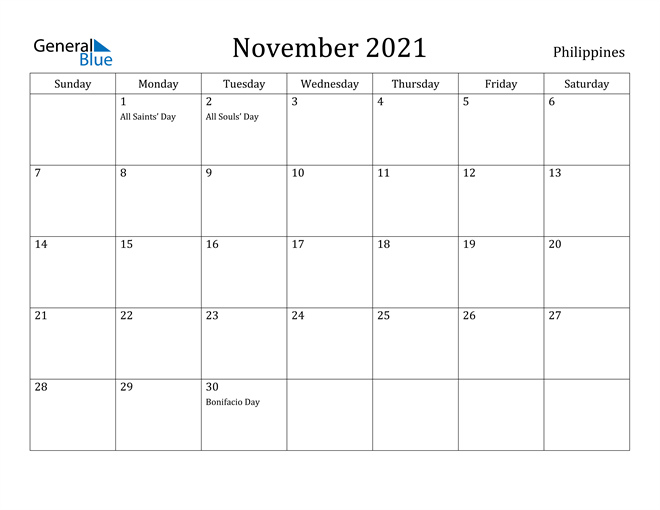 General
Blue
November 2021
Philippines
Sunday Monday Tuesday Wednesday Thursday Friday Saturday
1 2 3 4 5 6
All Saints' Day All Souls' Day
7 8 9 10 11 12 13
14 15 16 17 18 19 20
21 22 23 24 25 26 27
28 29 30
Bonifacio Day